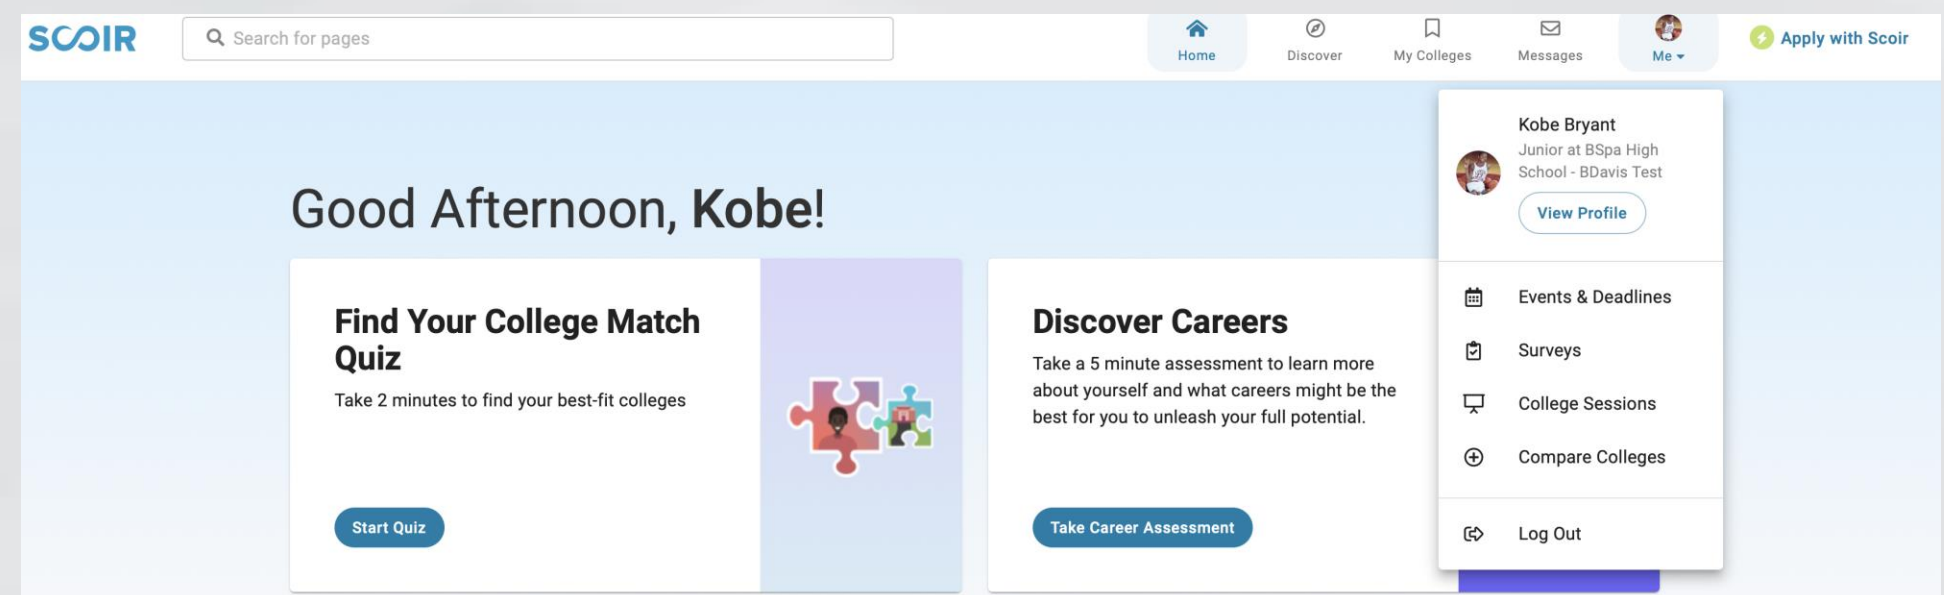 SCOIR
Search for pages
Home
Discover
My Colleges
Messages
Me
Apply with Scoir
Kobe Bryant
Junior at BSpa High
School - BDavis Test
View Profile
Good Afternoon, Kobe!
Find Your College Match
Quiz
Take 2 minutes to find your best-fit colleges
Start Quiz
Discover Careers
Take a 5 minute assessment to learn more
about yourself and what careers might be the
best for you to unleash your full potential.
Take Career Assessment
Events & Deadlines
Surveys
College Sessions
Compare Colleges
Log Out